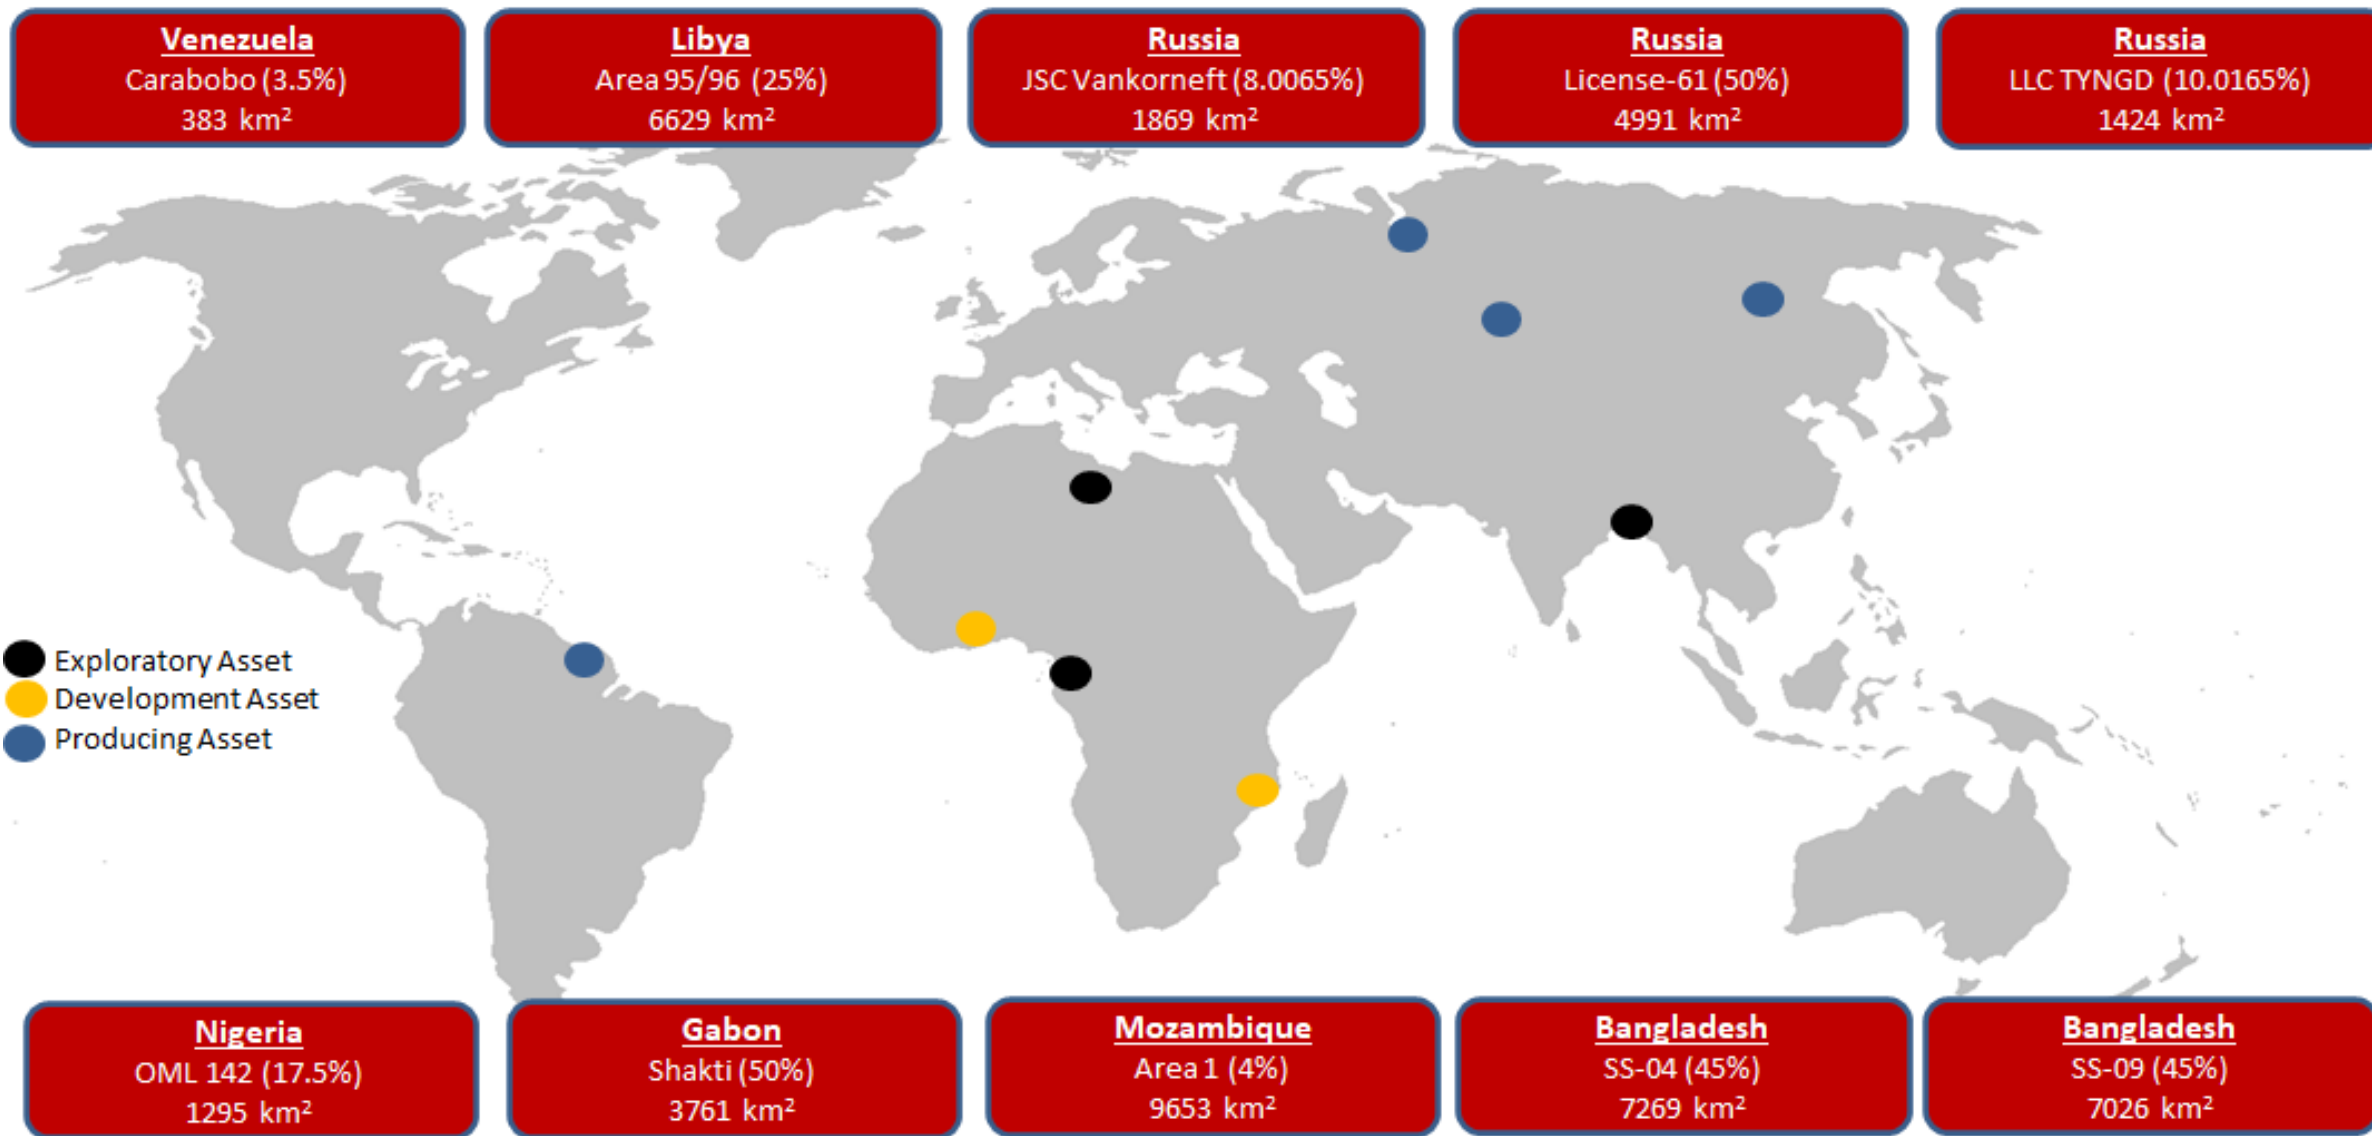 Venezuela
Carabobo (3.5%)
383 km²
Libya
Area 95/96 (25%)
6629 km²
Russia
JSC Vankorneft (8.0065%)
1869 km²
Russia
License-61 (50%)
4991 km²
Russia
LLC TYNGD (10.0165%)
1424 km²
Exploratory Asset
Development Asset
Producing Asset
Nigeria
OML 142 (17.5%)
1295 km²
Gabon
Shakti (50%)
3761 km²
Mozambique
Area 1 (4%)
9653 km²
Bangladesh
SS-04 (45%)
7269 km²
Bangladesh
SS-09 (45%)
7026 km²